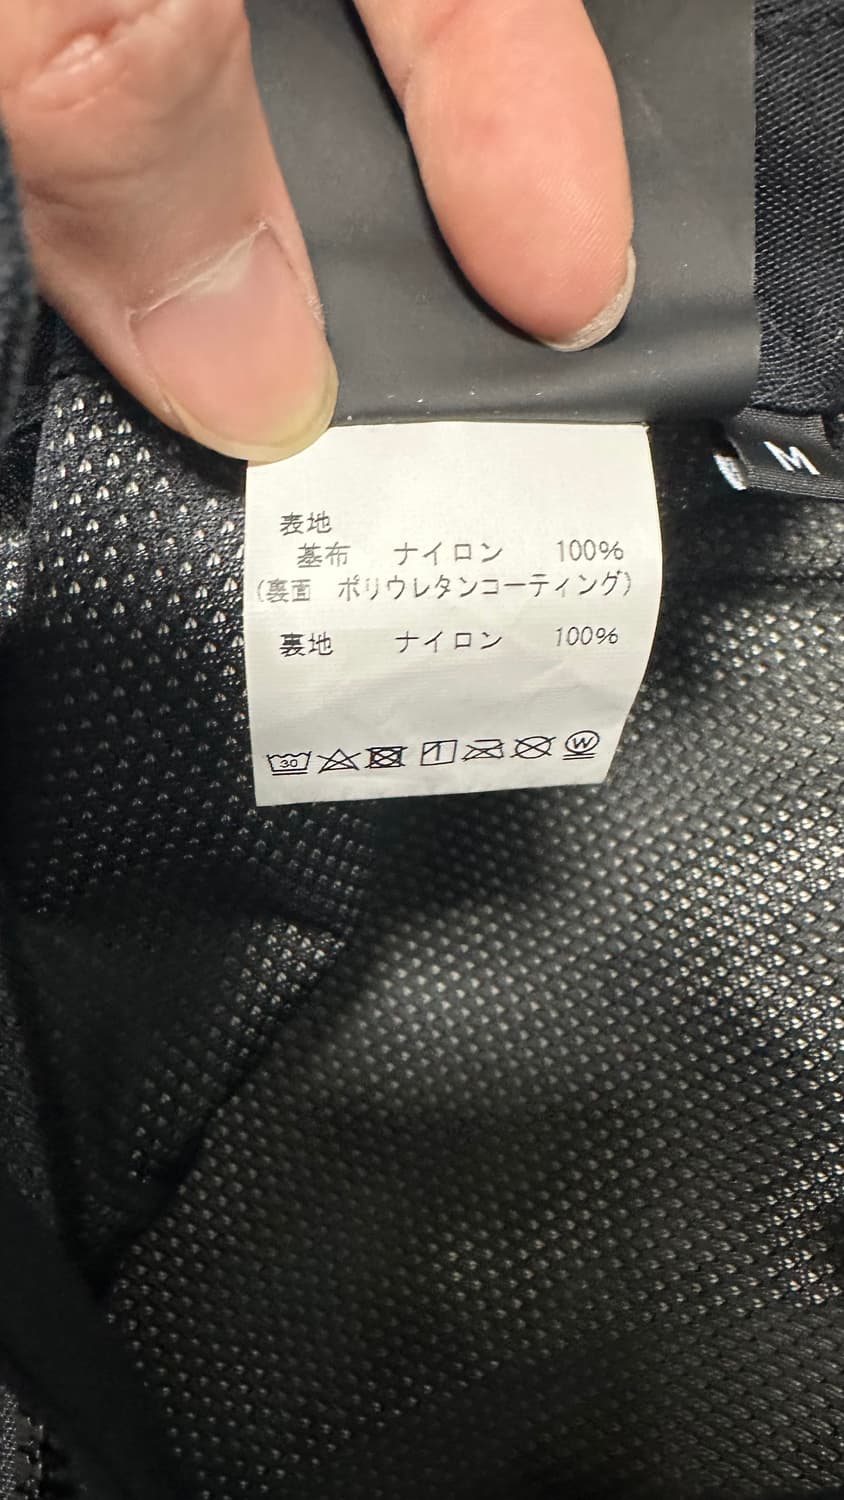 M
表地
基布 ナイロン 100%
(裏面 ポリウレタンコーティング)
裏地 ナイロン 100%
30 W